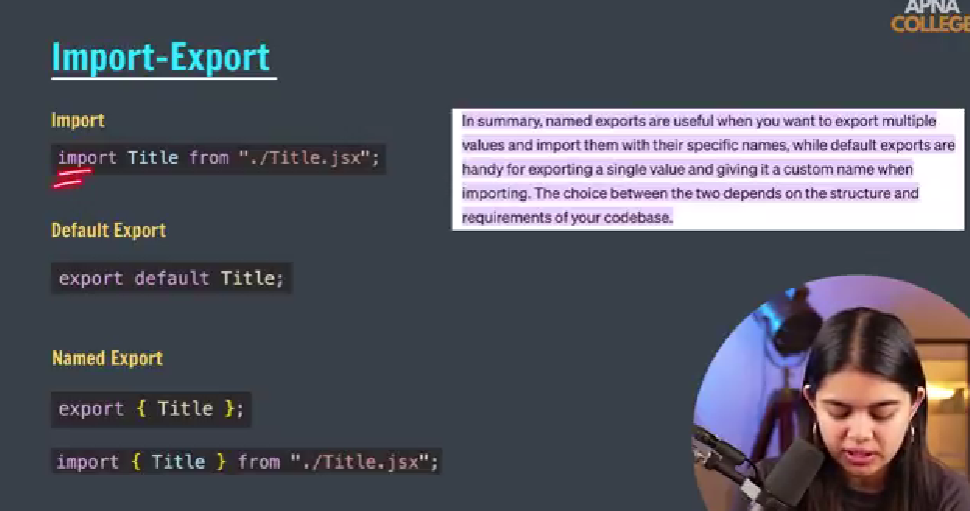 APNA
COLLEGE
Import-Export
Import
import Title from "./Title.jsx";
In summary, named exports are useful when you want to export multiple
values and import them with their specific names, while default exports are
handy for exporting a single value and giving it a custom name when
importing. The choice between the two depends on the structure and
requirements of your codebase.
Default Export
export default Title;
Named Export
export { Title };
import { Title } from "./Title.jsx";